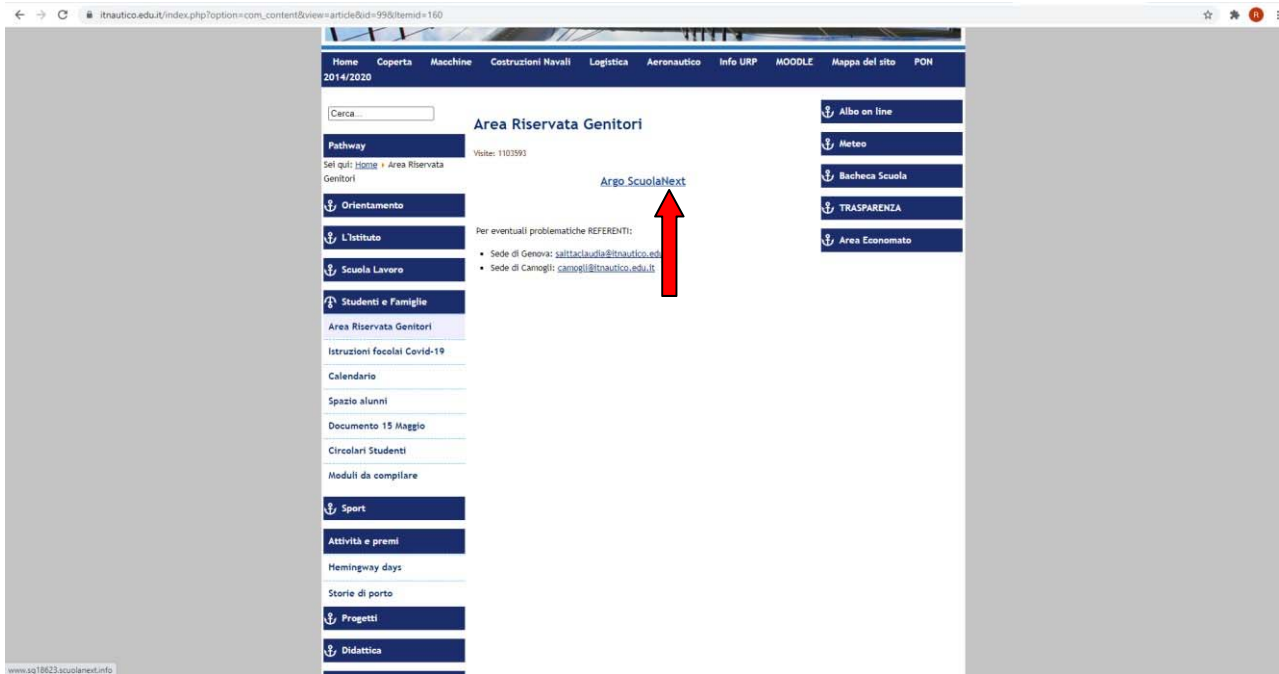 itnautico.edu.it/index.php?option=com_content&view=article&id=99&Itemid=160
R
Home Coperta Macchine Costruzioni Navali Logistica Aeronautico Info URP MOODLE Mappa del sito PON
2014/2020
Cerca...
Pathway
Sei qui: Home Area Riservata
Genitori
Orientamento
L'Istituto
Scuola Lavoro
Studenti e Famiglie
Area Riservata Genitori
Istruzioni focolai Covid-19
Calendario
Spazio alunni
Documento 15 Maggio
Circolari Studenti
Moduli da compilare
Sport
Attività e premi
Hemingway days
Storie di porto
Progetti
Didattica
Area Riservata Genitori
Visite: 1103593
Argo ScuolaNext
Per eventuali problematiche REFERENTI:
Sede di Genova: saittaclaudia@itnautico.edu
Sede di Camogli: camogli@itnautico.edu.it
Albo on line
Meteo
Bacheca Scuola
TRASPARENZA
Area Economato
www.sg18623.scuolanext.info